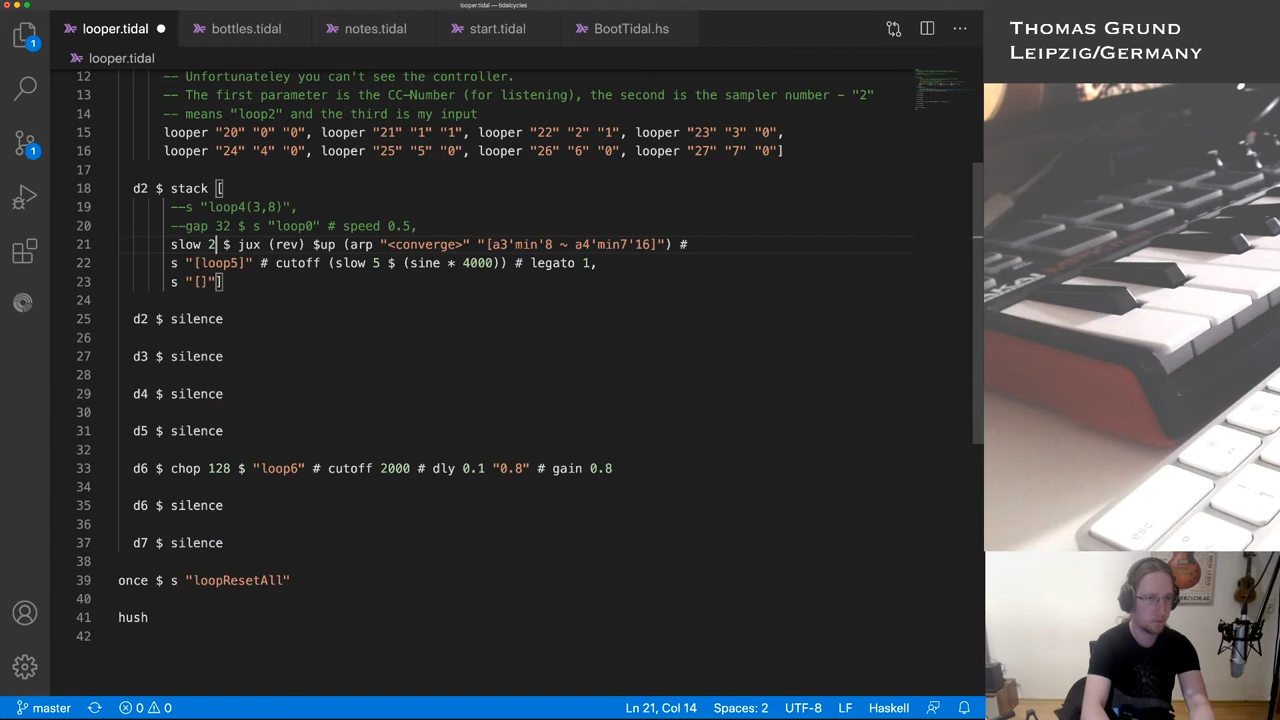 looper.tidal — tidalcycles
looper.tidal bottles.tidal notes.tidal start.tidal BootTidal.hs
looper.tidal
12 -- Unfortunateley you can't see the controller.
13 -- The first parameter is the CC-Number (for listening), the second is the sampler number - "2"
14 -- means "loop2" and the third is my input
15 looper "20" "0" "0", looper "21" "1" "1", looper "22" "2" "1", looper "23" "3" "0",
16 looper "24" "4" "0", looper "25" "5" "0", looper "26" "6" "0", looper "27" "7" "0"]
17
18 d2 $ stack [
19 --s "loop4(3,8)",
20 --gap 32 $ s "loop0" # speed 0.5,
21 slow 2 $ jux (rev) $up (arp "<converge>" "[a3'min'8 ~ a4'min7'16]") #
22 s "[loop5]" # cutoff (slow 5 $ (sine * 4000)) # legato 1,
23 s "[]"]
24
25 d2 $ silence
26
27 d3 $ silence
28
29 d4 $ silence
30
31 d5 $ silence
32
33 d6 $ chop 128 $ "loop6" # cutoff 2000 # dly 0.1 "0.8" # gain 0.8
34
35 d6 $ silence
36
37 d7 $ silence
38
39 once $ s "loopResetAll"
40
41 hush
42
1
1
master 0 0 Ln 21, Col 14 Spaces: 2 UTF-8 LF Haskell
Thomas Grund
Leipzig/Germany
esc